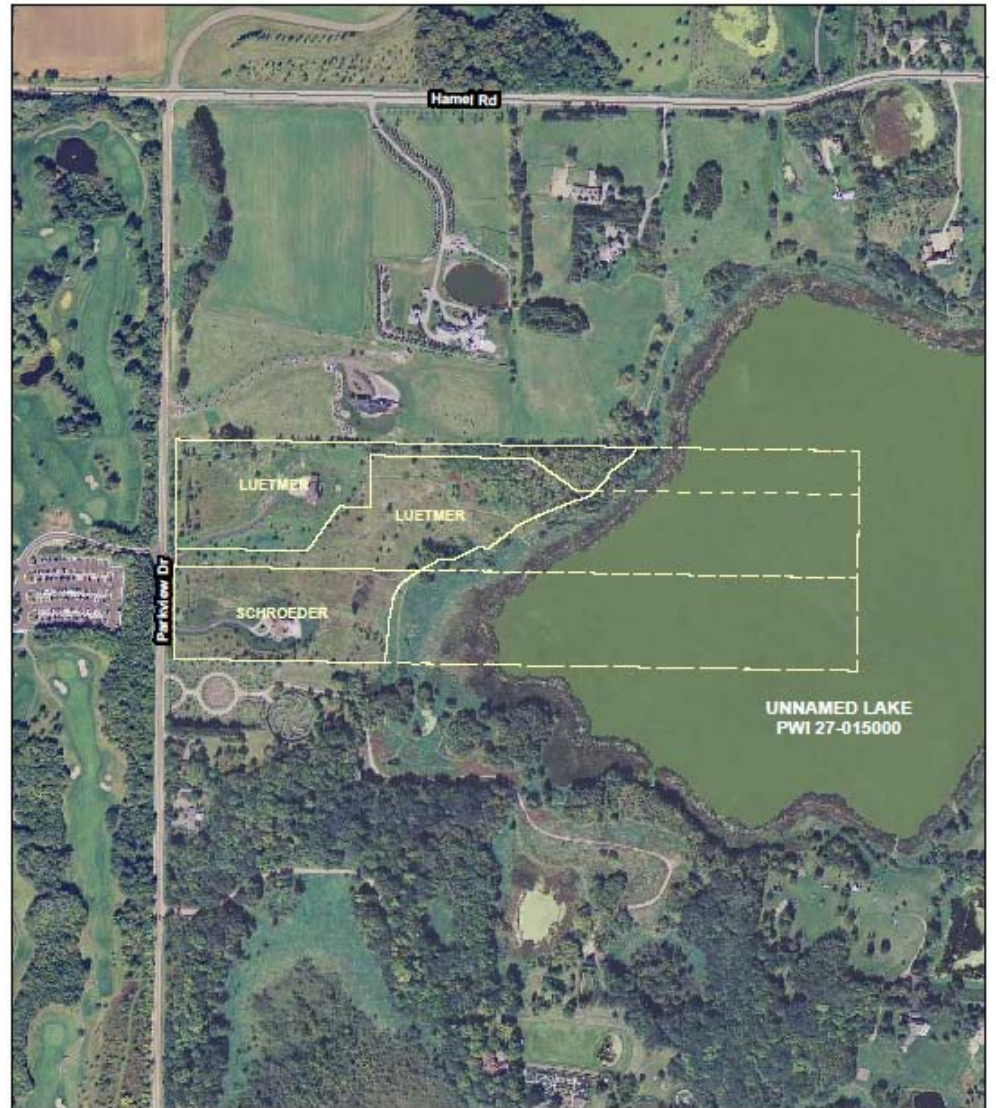 Hamel Rd
LUETMER
LUETMER
Parkview Dr
SCHROEDER
UNNAMED LAKE
PWI 27-015000